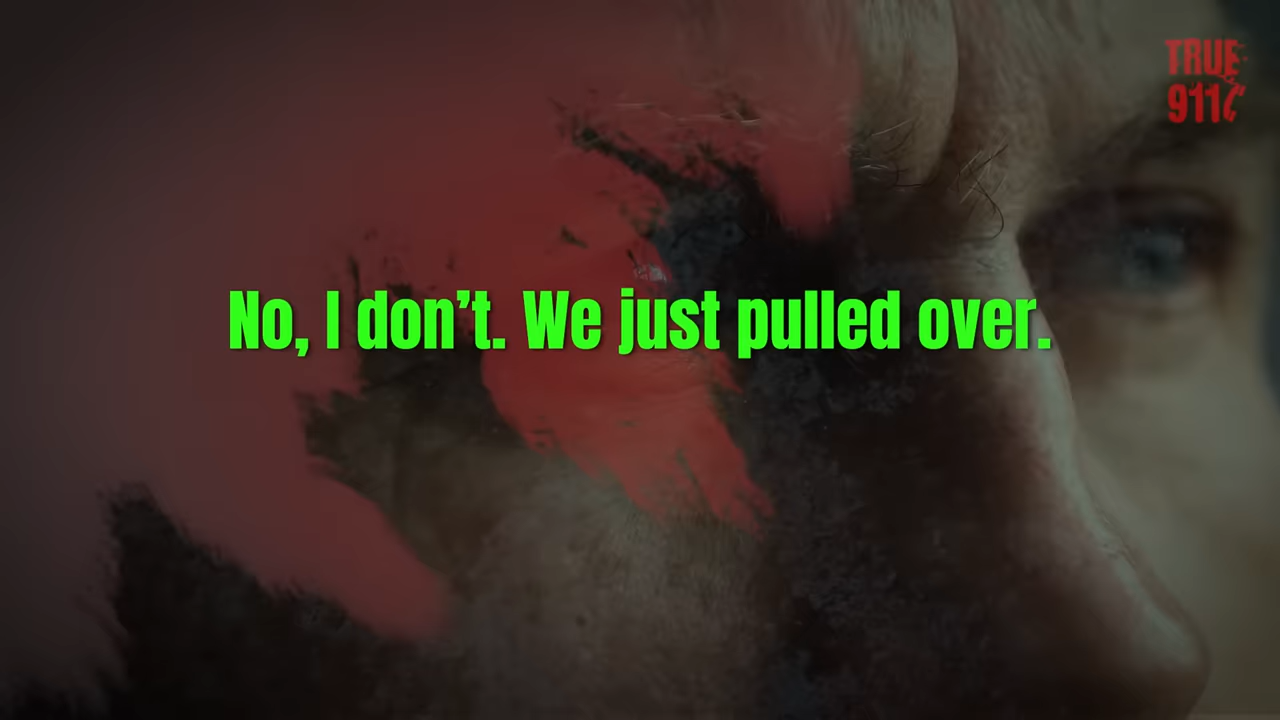 TRUE
911
No, I don’t. We just pulled over.